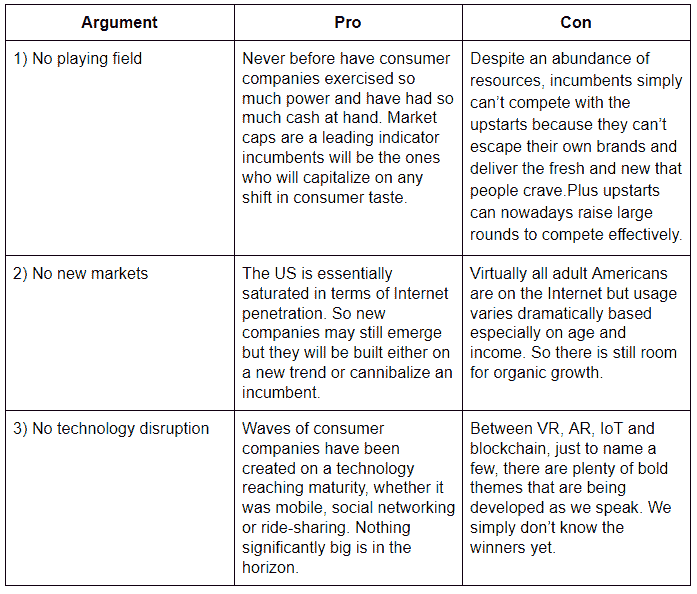 Argument
Pro
Con
1) No playing field
Never before have consumer
companies exercised so
much power and have had so
much cash at hand. Market
caps are a leading indicator
incumbents will be the ones
who will capitalize on any
shift in consumer taste.
Despite an abundance of
resources, incumbents simply
can’t compete with the
upstarts because they can’t
escape their own brands and
deliver the fresh and new that
people crave.Plus upstarts
can nowadays raise large
rounds to compete effectively.
2) No new markets
The US is essentially
saturated in terms of Internet
penetration. So new
companies may still emerge
but they will be built either on
a new trend or cannibalize an
incumbent.
Virtually all adult Americans
are on the Internet but usage
varies dramatically based
especially on age and
income. So there is still room
for organic growth.
3) No technology disruption
Waves of consumer
companies have been
created on a technology
reaching maturity, whether it
was mobile, social networking
or ride-sharing. Nothing
significantly big is in the
horizon.
Between VR, AR, IoT and
blockchain, just to name a
few, there are plenty of bold
themes that are being
developed as we speak. We
simply don’t know the
winners yet.